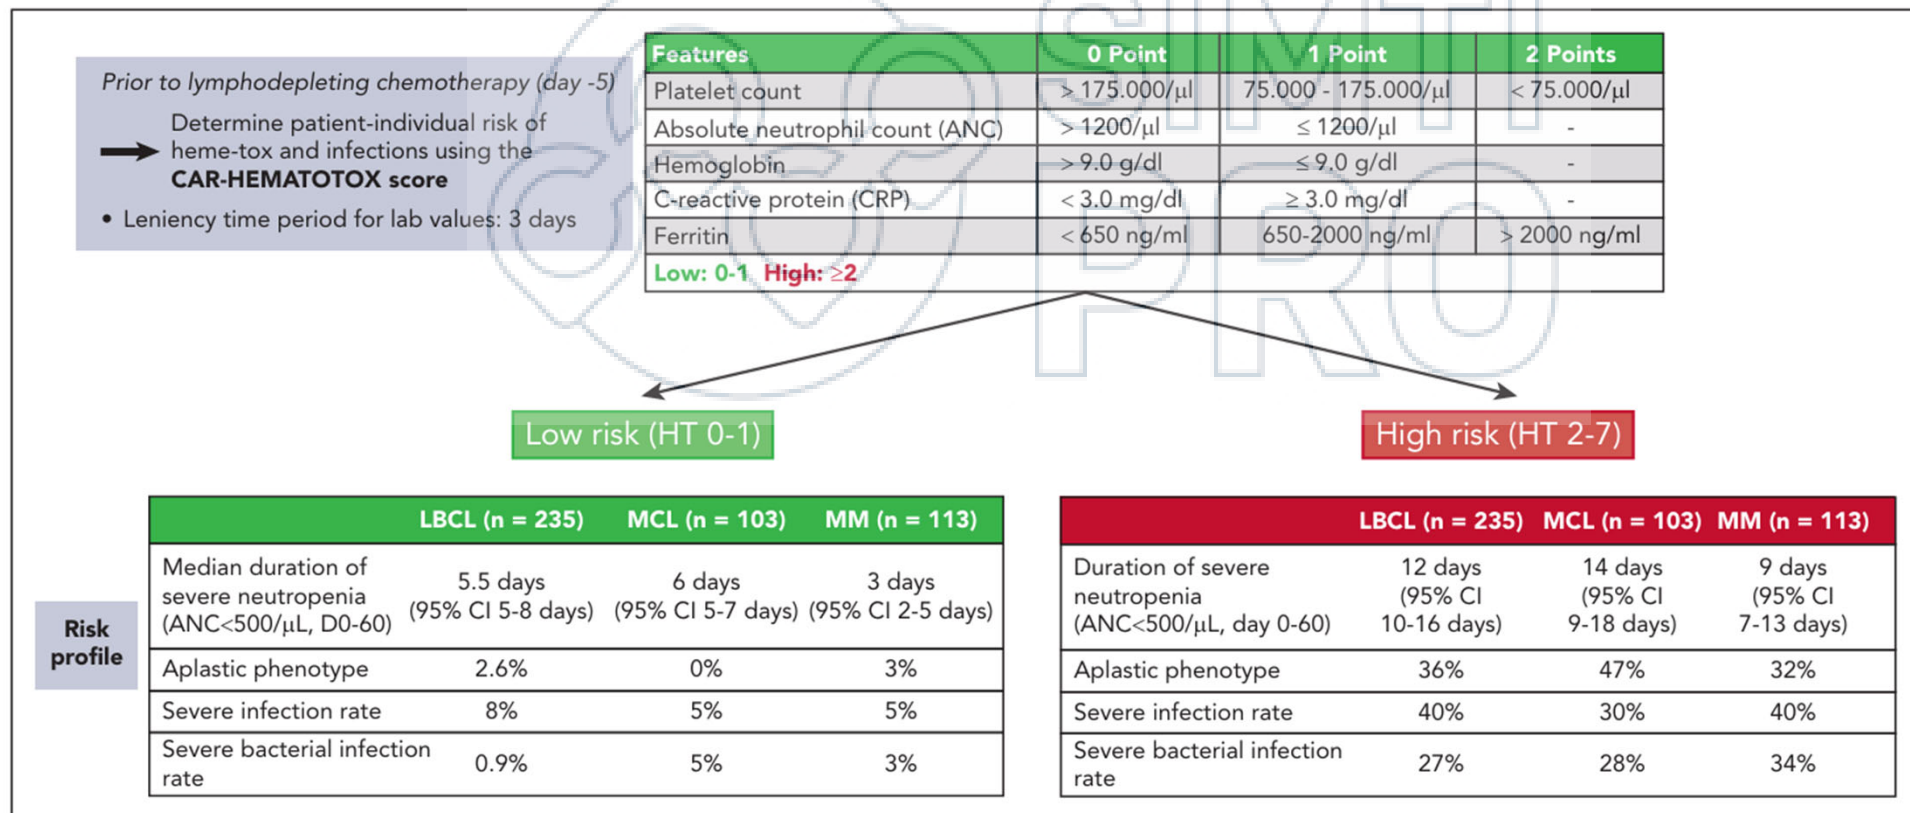 SIMTI
PRO
Prior to lymphodepleting chemotherapy (day -5)
Determine patient-individual risk of
heme-tox and infections using the
CAR-HEMATOTOX score
• Leniency time period for lab values: 3 days
Features 0 Point 1 Point 2 Points
Platelet count > 175.000/µl 75.000 - 175.000/µl < 75.000/µl
Absolute neutrophil count (ANC) > 1200/µl ≤ 1200/µl -
Hemoglobin > 9.0 g/dl ≤ 9.0 g/dl -
C-reactive protein (CRP) < 3.0 mg/dl ≥ 3.0 mg/dl -
Ferritin < 650 ng/ml 650-2000 ng/ml > 2000 ng/ml
Low: 0-1 High: ≥2
Low risk (HT 0-1)
High risk (HT 2-7)
Risk
profile
LBCL (n = 235) MCL (n = 103) MM (n = 113)
Median duration of
severe neutropenia
(ANC<500/µL, D0-60)
5.5 days 6 days 3 days
(95% CI 5-8 days) (95% CI 5-7 days) (95% CI 2-5 days)
Aplastic phenotype 2.6% 0% 3%
Severe infection rate 8% 5% 5%
Severe bacterial infection
rate
0.9% 5% 3%
LBCL (n = 235) MCL (n = 103) MM (n = 113)
Duration of severe 12 days 14 days 9 days
neutropenia (95% CI (95% CI (95% CI
(ANC<500/µL, day 0-60) 10-16 days) 9-18 days) 7-13 days)
Aplastic phenotype 36% 47% 32%
Severe infection rate 40% 30% 40%
Severe bacterial infection
rate
27% 28% 34%